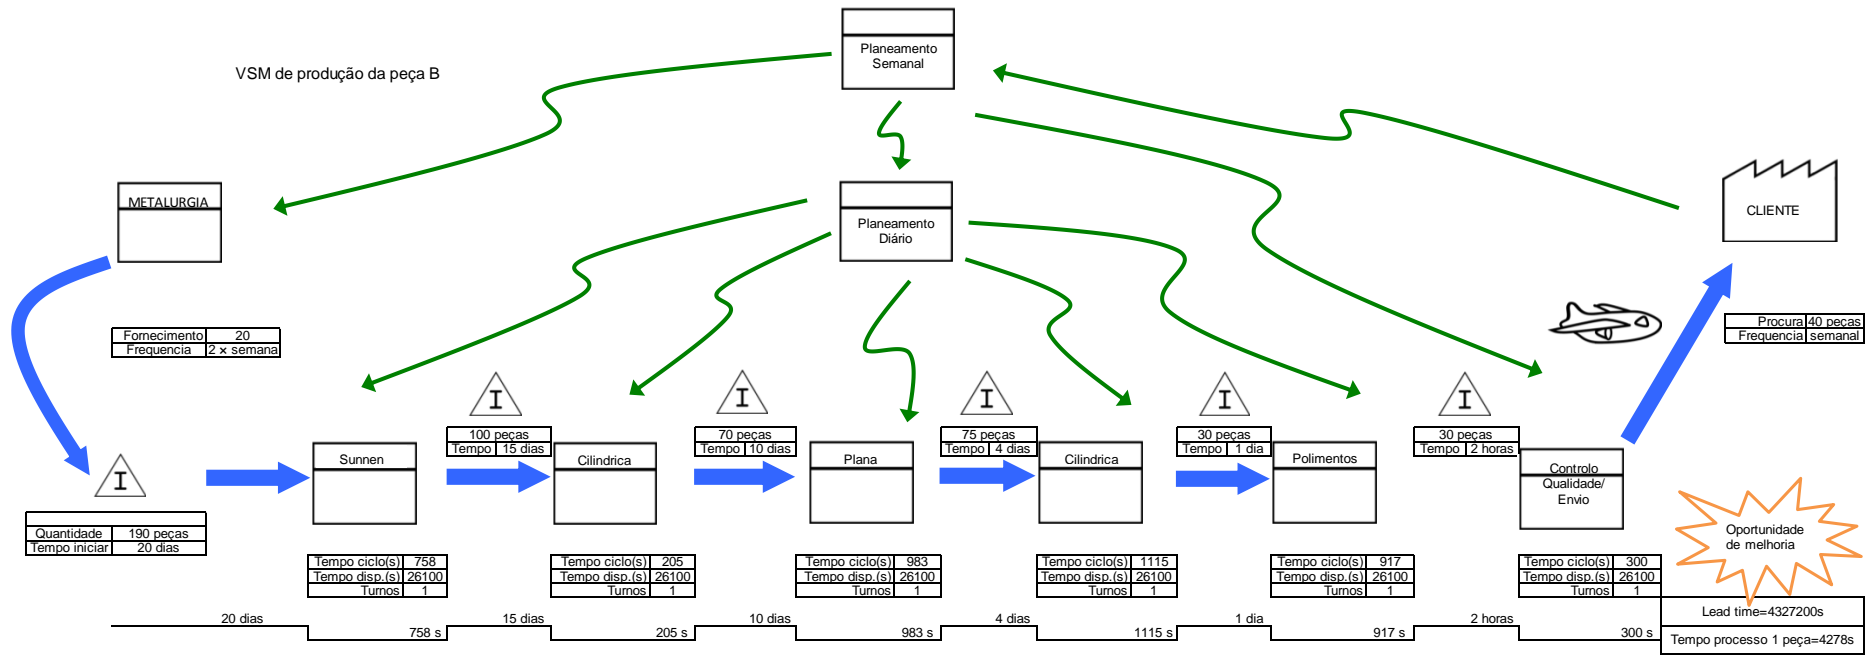 Planeamento
Semanal
VSM de produção da peça B
METALURGIA
Planeamento
Diário
CLIENTE
Fornecimento 20
Frequencia 2 × semana
Procura 40 peças
Frequencia semanal
I
I
I
I
I
100 peças
Tempo 15 dias
70 peças
Tempo 10 dias
75 peças
Tempo 4 dias
30 peças
Tempo 1 dia
30 peças
Tempo 2 horas
I
Sunnen
Cilindrica
Plana
Cilindrica
Polimentos
Controlo
Qualidade/
Envio
Quantidade 190 peças
Tempo iniciar 20 dias
Oportunidade
de melhoria
Tempo ciclo(s) 758
Tempo disp.(s) 26100
Turnos 1
Tempo ciclo(s) 205
Tempo disp.(s) 26100
Turnos 1
Tempo ciclo(s) 983
Tempo disp.(s) 26100
Turnos 1
Tempo ciclo(s) 1115
Tempo disp.(s) 26100
Turnos 1
Tempo ciclo(s) 917
Tempo disp.(s) 26100
Turnos 1
Tempo ciclo(s) 300
Tempo disp.(s) 26100
Turnos 1
20 dias
758 s
15 dias
205 s
10 dias
983 s
4 dias
1115 s
1 dia
917 s
2 horas
300 s
Lead time=4327200s
Tempo processo 1 peça=4278s